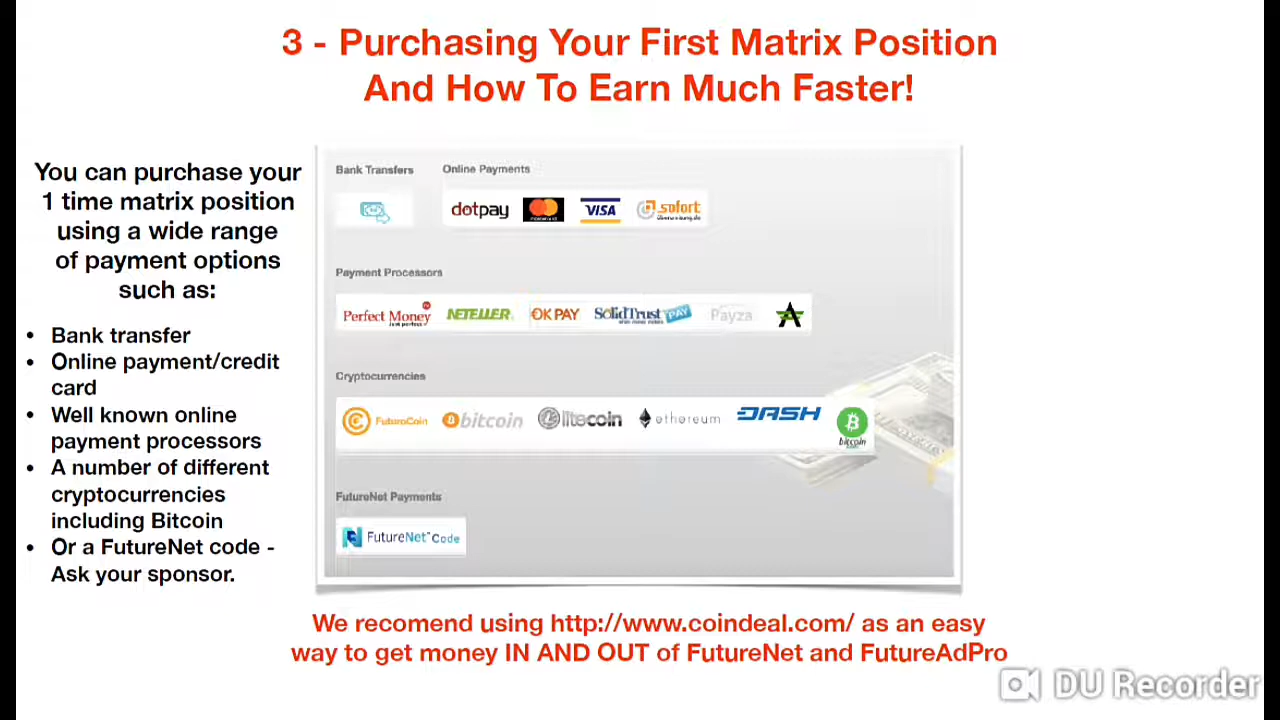 3 - Purchasing Your First Matrix Position
And How To Earn Much Faster!
You can purchase your
1 time matrix position
using a wide range
of payment options
such as:
• Bank transfer
• Online payment/credit
card
• Well known online
payment processors
• A number of different
cryptocurrencies
including Bitcoin
• Or a FutureNet code -
Ask your sponsor.
Bank Transfers
Online Payments
dotpay VISA sofort
Payment Processors
Perfect Money NETELLER OKPAY SolidTrust PAY Payza
Cryptocurrencies
FutureCoin bitcoin litecoin ethereum DASH bitcoin
FutureNet Payments
FutureNet Code
We recomend using http://www.coindeal.com/ as an easy
way to get money IN AND OUT of FutureNet and FutureAdPro
DU Recorder